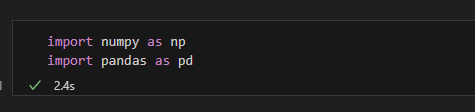 import numpy as np
import pandas as pd
2.4s